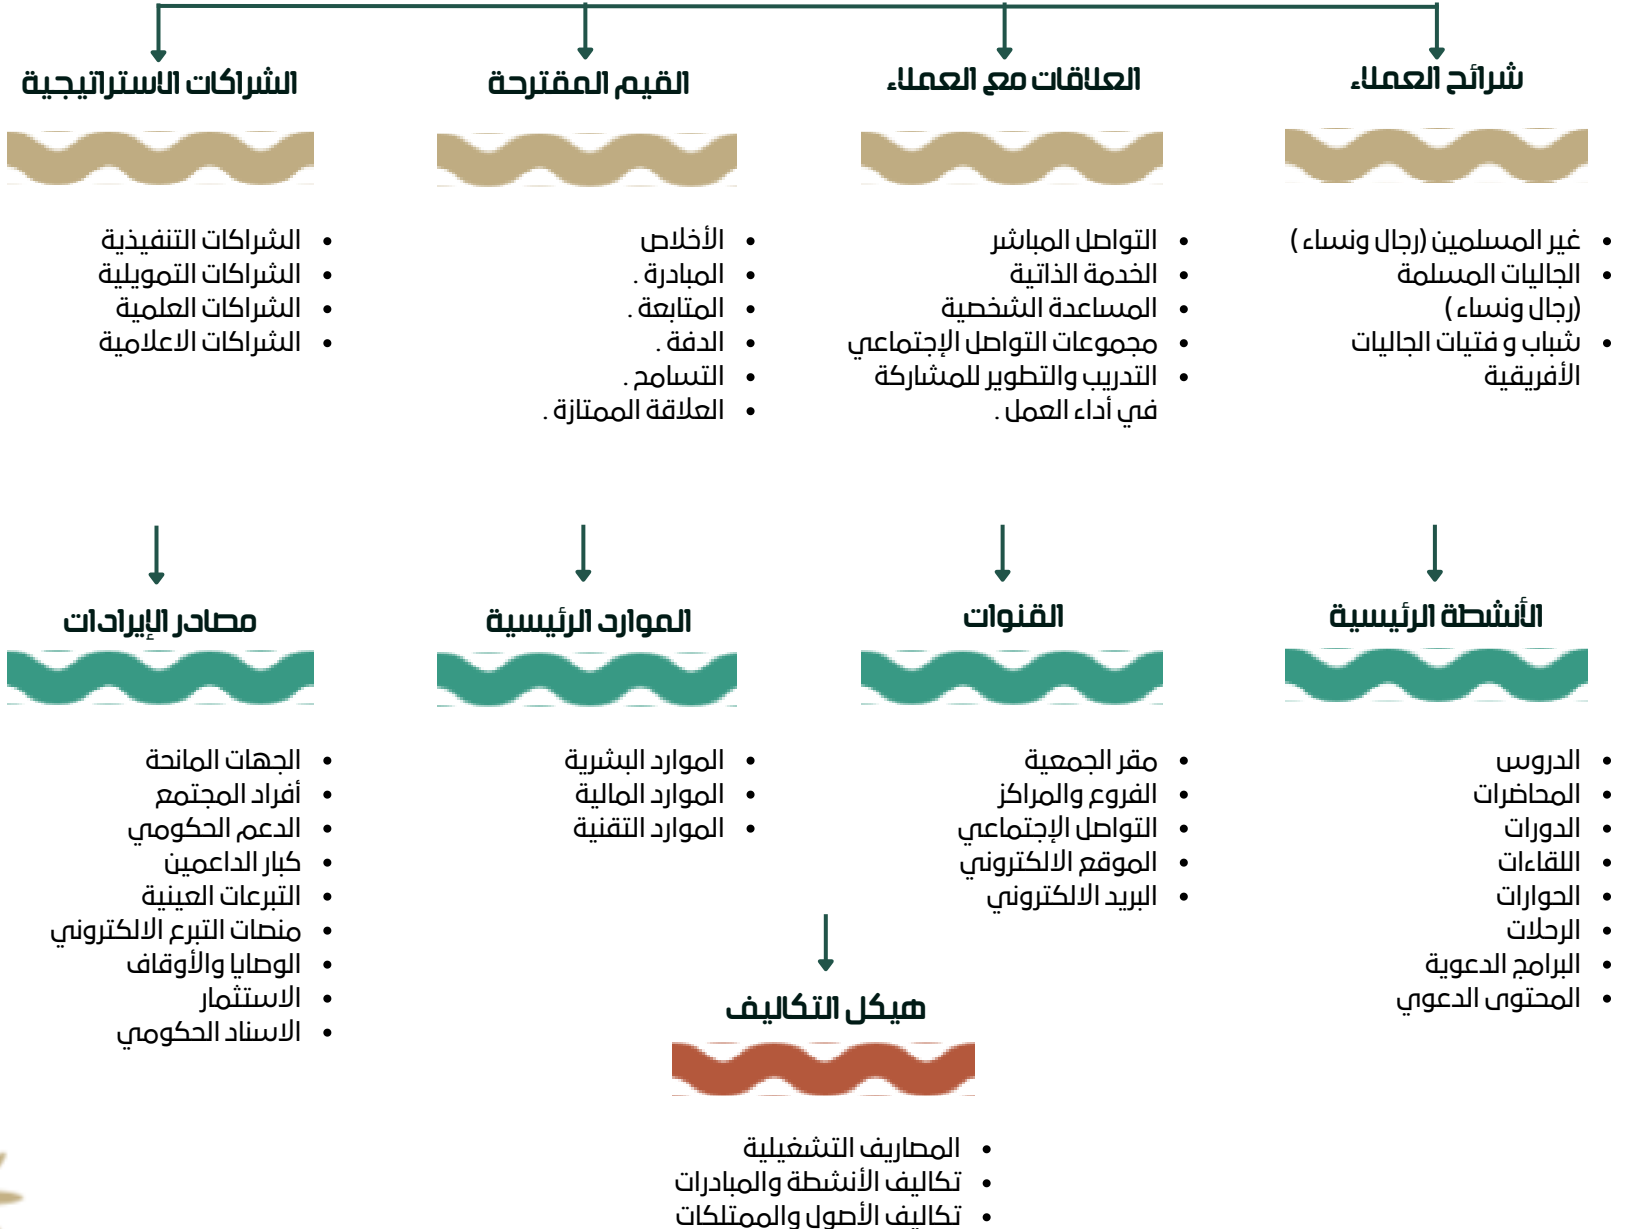 شرائح العملاء
غير المسلمين (رجال ونساء )
الجاليات المسلمة
(رجال ونساء )
شباب و فتيات الجاليات
الأفريقية
العلاقات مع العملاء
التواصل المباشر
الخدمة الذاتية
المساعدة الشخصية
مجموعات التواصل الإجتماعي
التدريب والتطوير للمشاركة
في أداء العمل .
القيم المقترحة
الأخلاص
المبادرة .
المتابعة .
الدفة .
التسامح .
العلاقة الممتازة .
الشراكات الاستراتيجية
الشراكات التنفيذية
الشراكات التمويلية
الشراكات العلمية
الشراكات الاعلامية
الأنشطة الرئيسية
الدروس
المحاضرات
الدورات
اللقاءات
الحوارات
الرحلات
البرامج الدعوية
المحتوى الدعوي
القنوات
مقر الجمعية
الفروع والمراكز
التواصل الإجتماعي
الموقع الالكتروني
البريد الالكتروني
الموارد الرئيسية
الموارد البشرية
الموارد المالية
الموارد التقنية
مصادر الإيرادات
الجهات المانحة
أفراد المجتمع
الدعم الحكومي
كبار الداعمين
التبرعات العينية
منصات التبرع الالكتروني
الوصايا والأوقاف
الاستثمار
الاسناد الحكومي
هيكل التكاليف
المصاريف التشغيلية
تكاليف الأنشطة والمبادرات
تكاليف الأصول والممتلكات